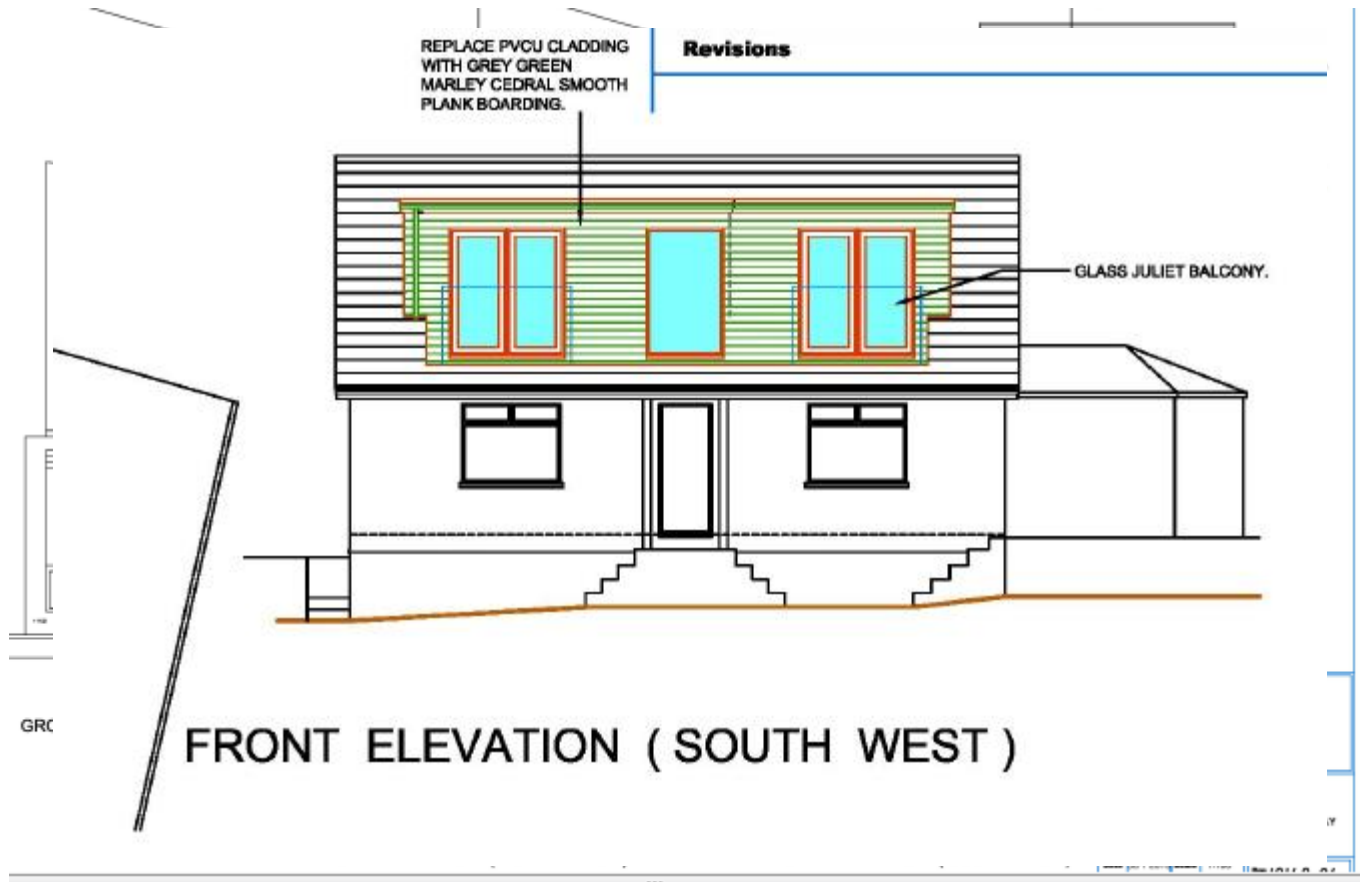 REPLACE PVCU CLADDING
WITH GREY GREEN
MARLEY CEDRAL SMOOTH
PLANK BOARDING.
Revisions
GLASS JULIET BALCONY.
GRO
FRONT ELEVATION ( SOUTH WEST )